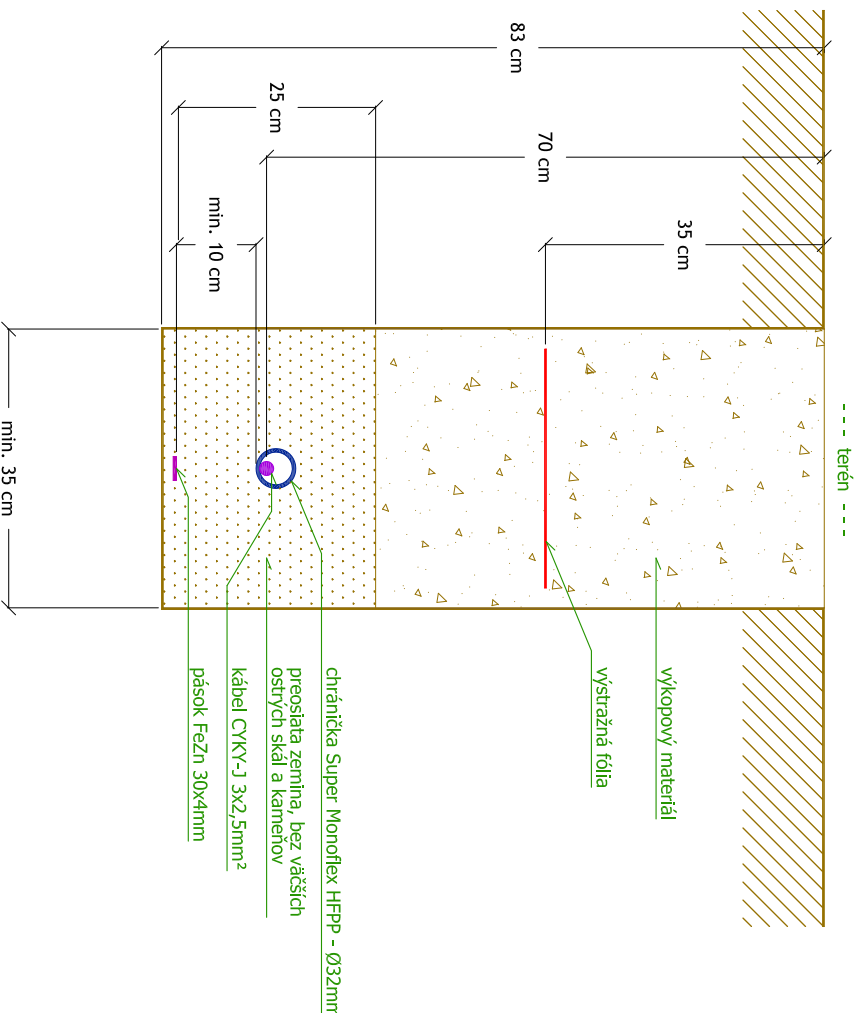 --- terén ---
83 cm
25 cm
70 cm
35 cm
min. 10 cm
min. 35 cm
výkopový materiál
výstražná fólia
chránička Super Monoflex HFPP - Ø32mm
preosiata zemina, bez väčších
ostrých skál a kameňov
kábel CYKY-J 3x2,5mm²
pások FeZn 30x4mm